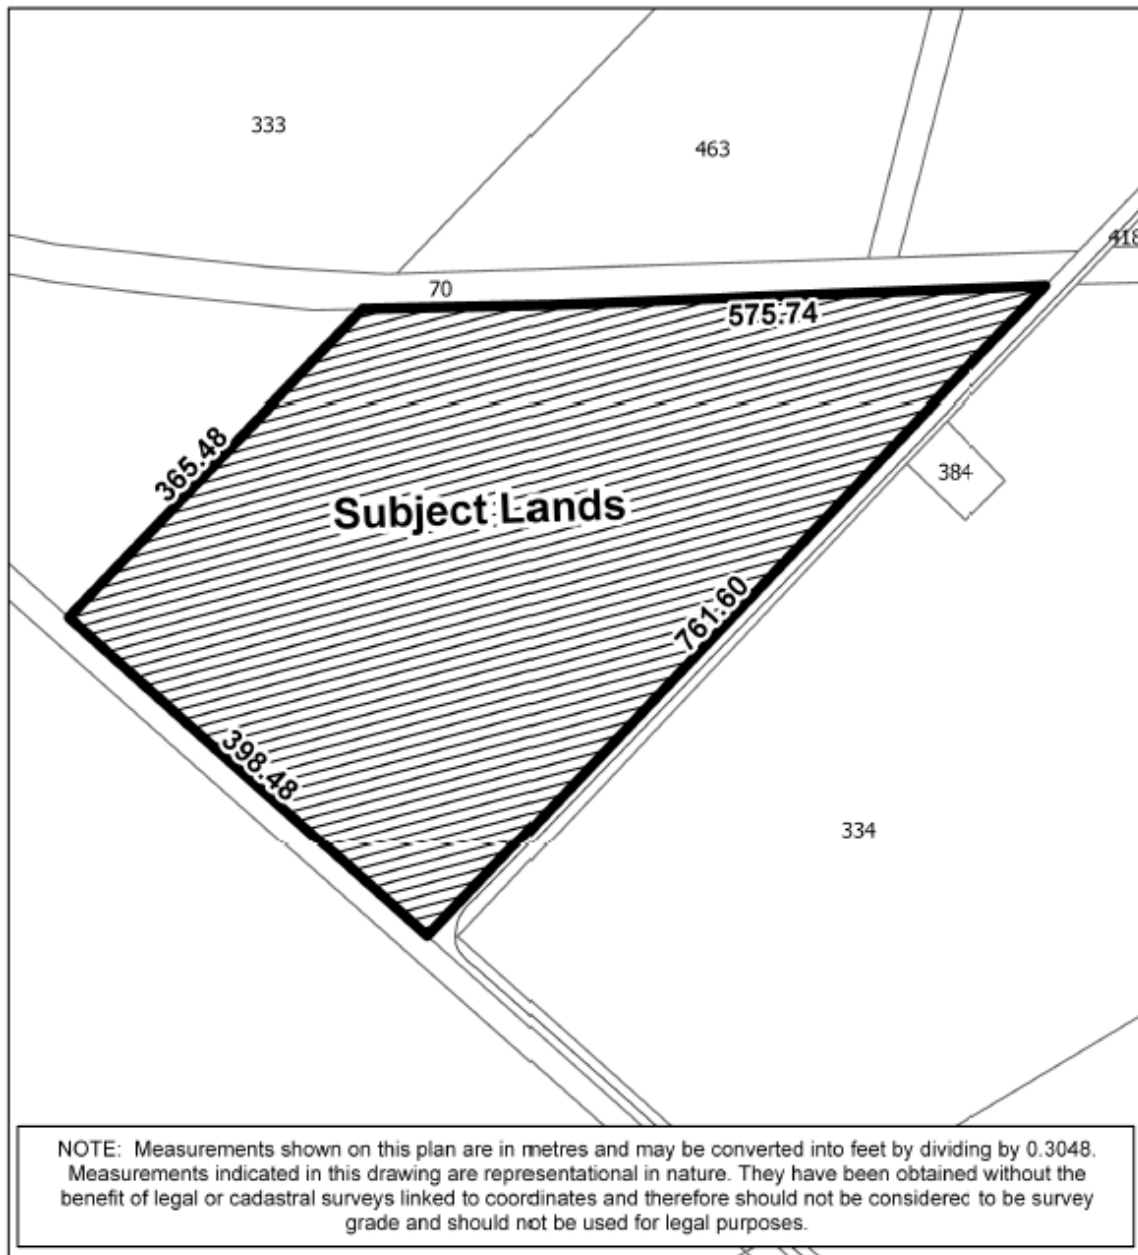 333
463
418
70
575.74
365.48
384
Subject Lands
761.60
398.48
334
NOTE: Measurements shown on this plan are in metres and may be converted into feet by dividing by 0.3048.
Measurements indicated in this drawing are representational in nature. They have been obtained without the
benefit of legal or cadastral surveys linked to coordinates and therefore should not be considered to be survey
grade and should not be used for legal purposes.